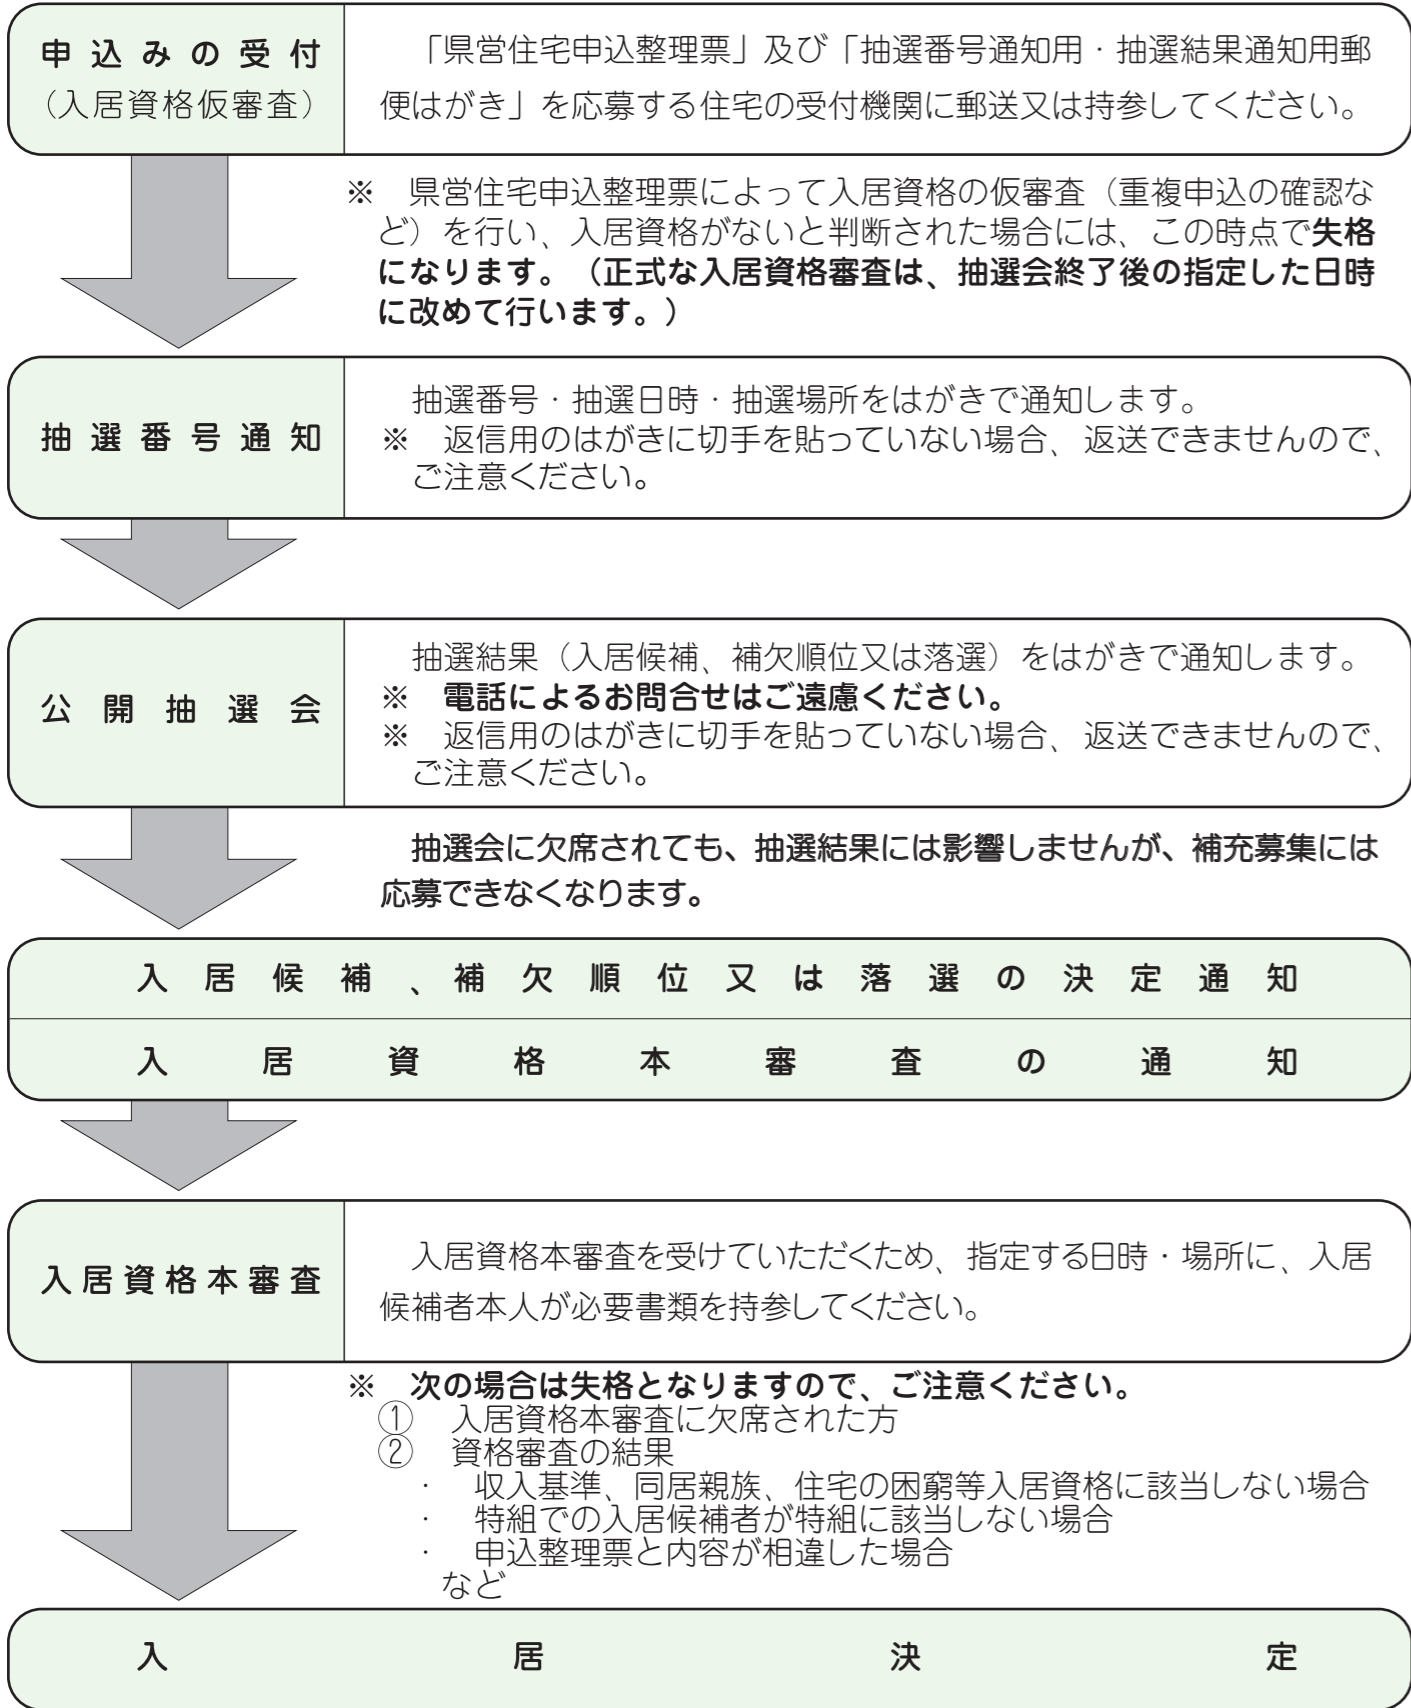 申込みの受付
（入居資格仮審査）
「県営住宅申込整理票」及び「抽選番号通知用・抽選結果通知用郵
便はがき」を応募する住宅の受付機関に郵送又は持参してください。
※　県営住宅申込整理票によって入居資格の仮審査（重複申込の確認な
ど）を行い、入居資格がないと判断された場合には、この時点で失格
になります。（正式な入居資格審査は、抽選会終了後の指定した日時
に改めて行います。）
抽選番号通知
抽選番号・抽選日時・抽選場所をはがきで通知します。
※　返信用のはがきに切手を貼っていない場合、返送できませんので、
ご注意ください。
公開抽選会
抽選結果（入居候補、補欠順位又は落選）をはがきで通知します。
※　電話によるお問合せはご遠慮ください。
※　返信用のはがきに切手を貼っていない場合、返送できませんので、
ご注意ください。
抽選会に欠席されても、抽選結果には影響しませんが、補充募集には
応募できなくなります。
入居候補、補欠順位又は落選の決定通知
入居資格本審査の通知
入居資格本審査
入居資格本審査を受けていただくため、指定する日時・場所に、入居
候補者本人が必要書類を持参してください。
※　次の場合は失格となりますので、ご注意ください。
①　入居資格本審査に欠席された方
②　資格審査の結果
・　収入基準、同居親族、住宅の困窮等入居資格に該当しない場合
・　特組での入居候補者が特組に該当しない場合
・　申込整理票と内容が相違した場合
など
入居決定